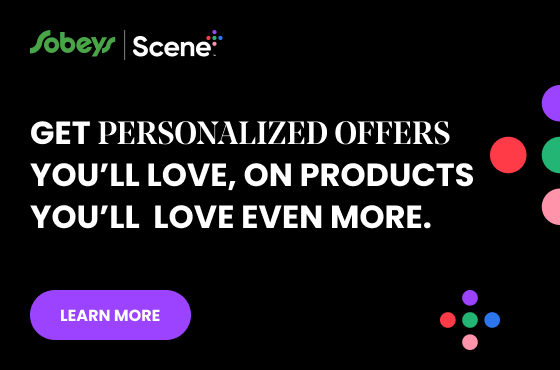 Sobeys Scene+
GET PERSONALIZED OFFERS
YOU’LL LOVE, ON PRODUCTS
YOU’LL LOVE EVEN MORE.
LEARN MORE